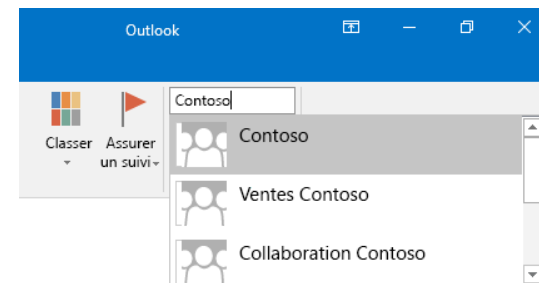 Outlook
Contoso
Classer
Assurer
un suivi
Contoso
Ventes Contoso
Collaboration Contoso